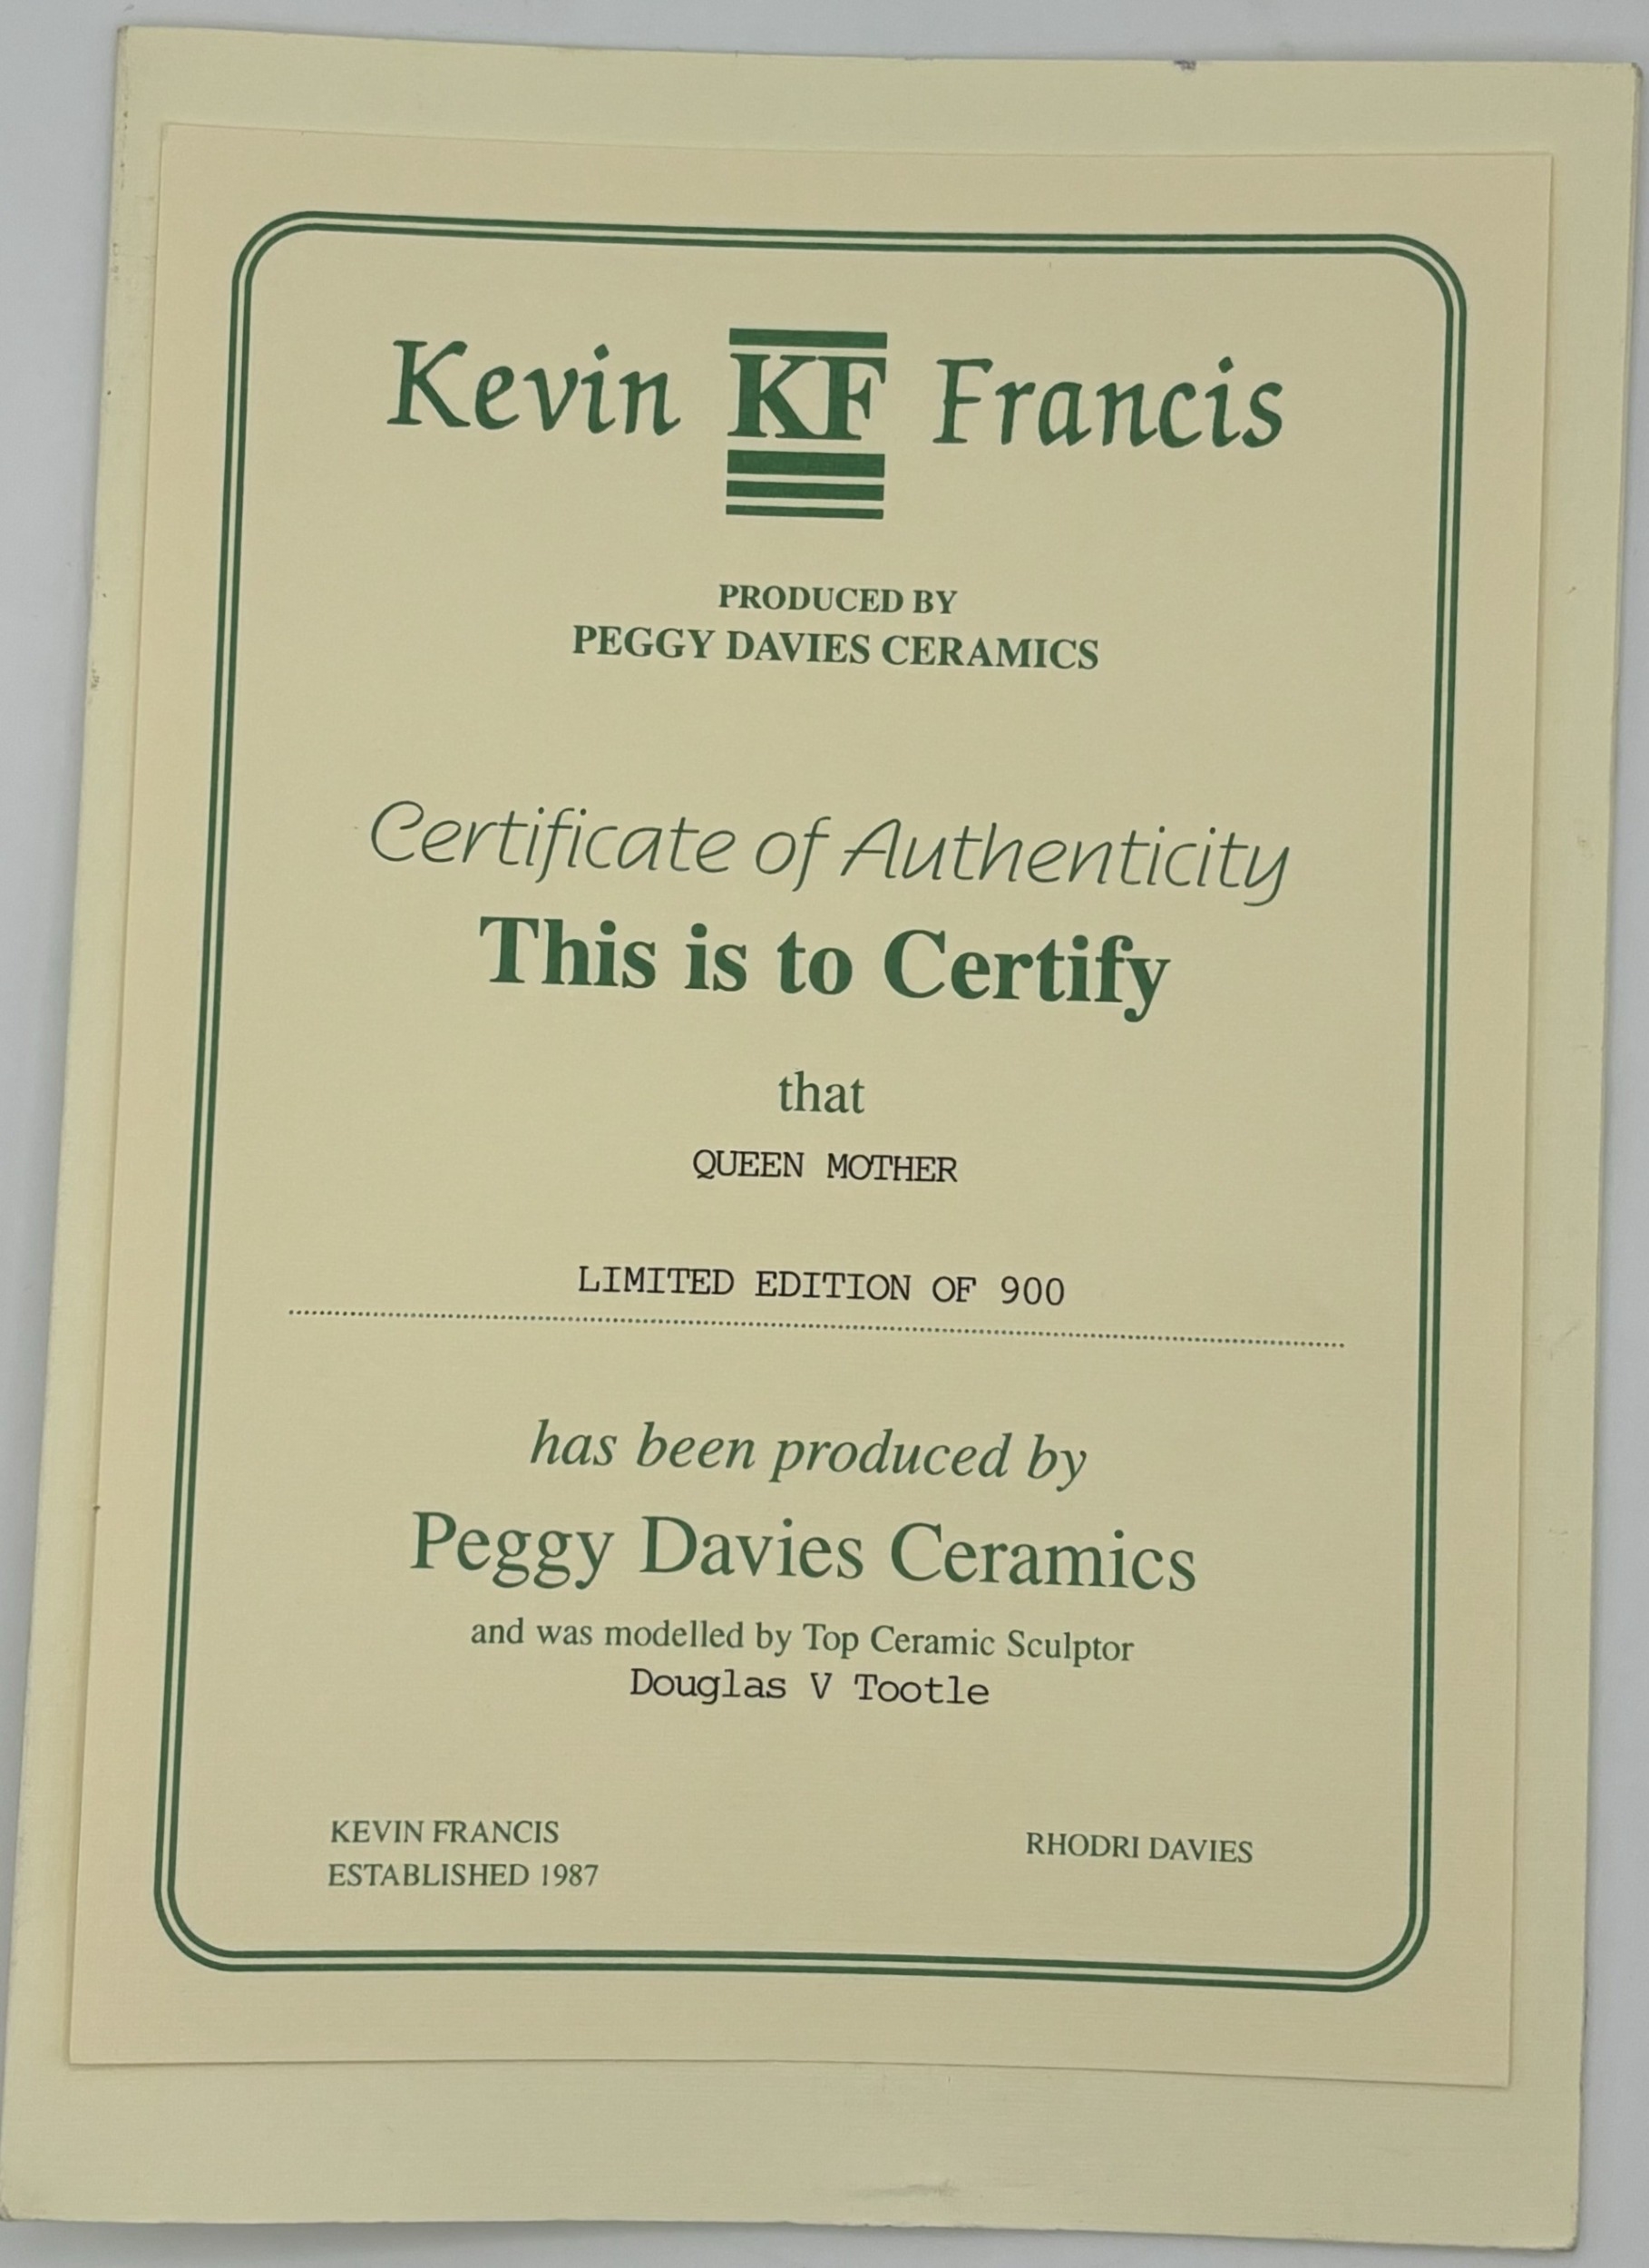 Kevin KF Francis
PRODUCED BY
PEGGY DAVIES CERAMICS
Certificate of Authenticity
This is to Certify
that
QUEEN MOTHER
LIMITED EDITION OF 900
has been produced by
Peggy Davies Ceramics
and was modelled by Top Ceramic Sculptor
Douglas V Tootle
KEVIN FRANCIS
ESTABLISHED 1987
RHODRI DAVIES